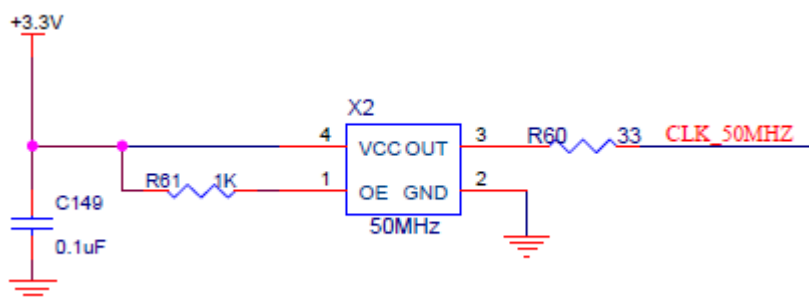 +3.3V
X2
4 VCC OUT 3 R60 33 CLK_50MHZ
R61 1K 1 OE GND 2
C149
50MHz
0.1uF